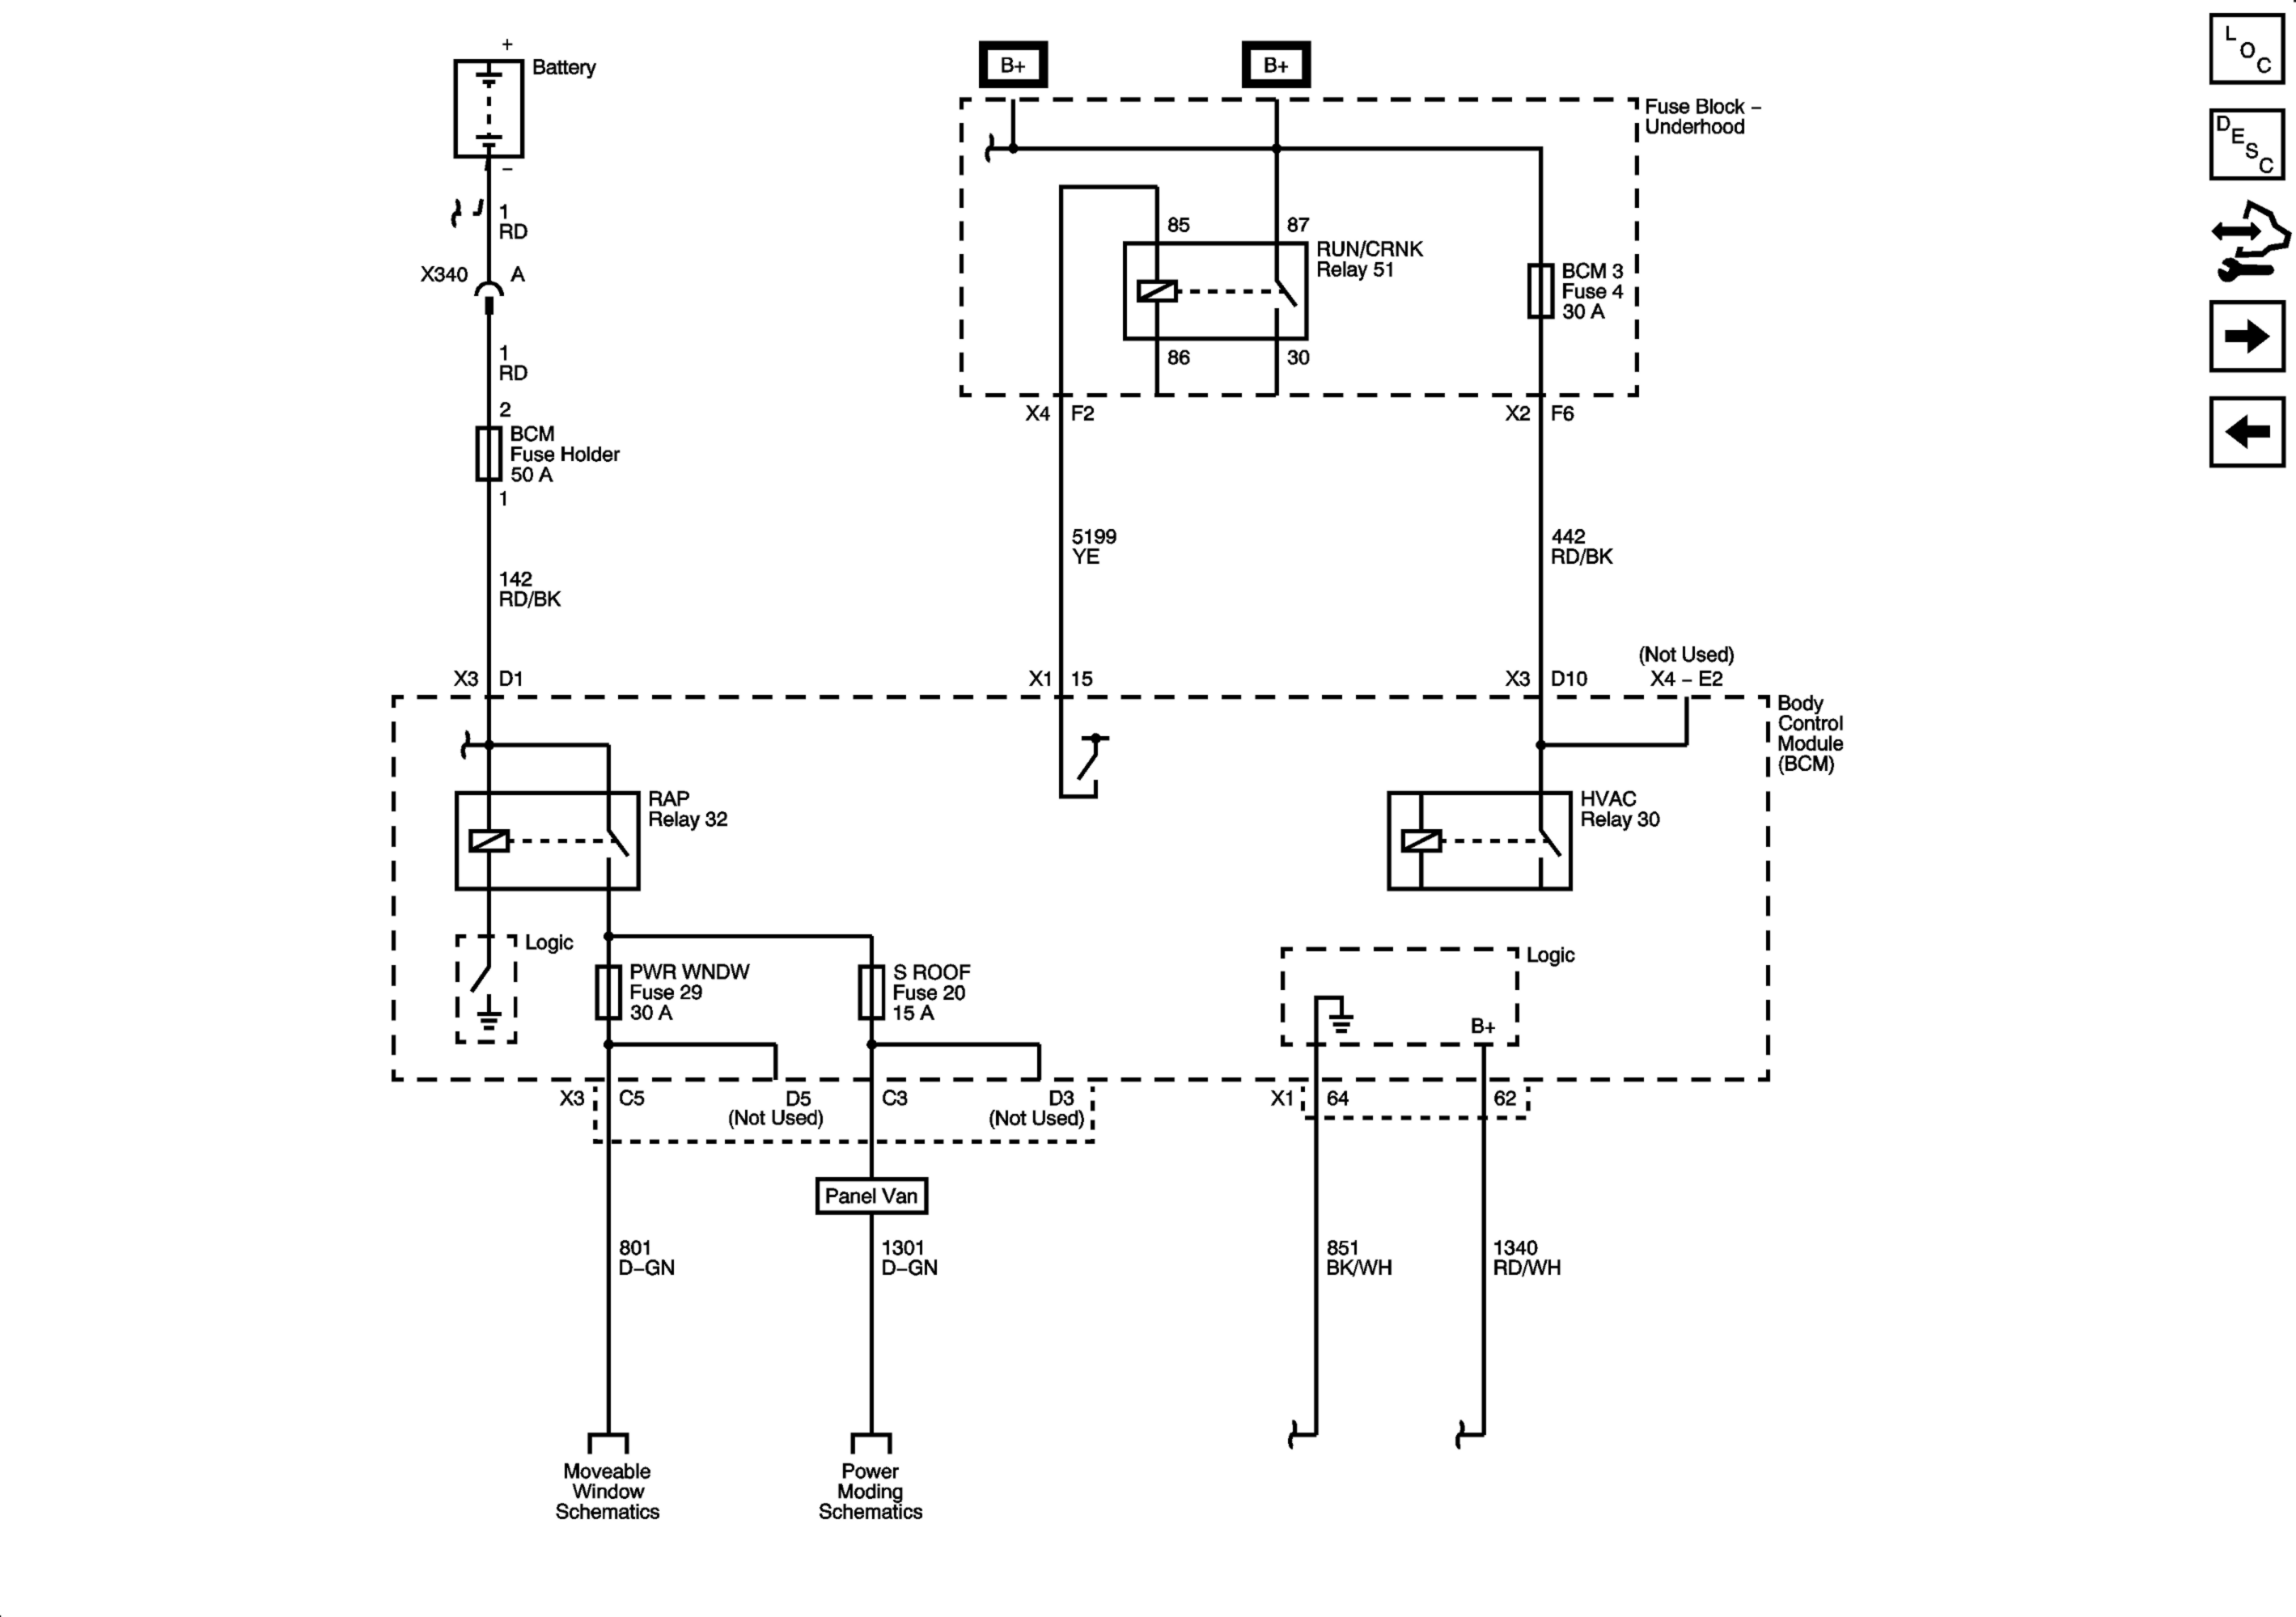 +
Battery
−
1
RD
X340 A
1
RD
2
BCM
Fuse Holder
50 A
1
142
RD/BK
X3 D1
B+
B+
Fuse Block –
Underhood
85
87
RUN/CRNK
Relay 51
86
30
BCM 3
Fuse 4
30 A
X4 F2
X2 F6
5199
YE
442
RD/BK
X1 15
X3 D10
(Not Used)
X4 – E2
Body
Control
Module
(BCM)
RAP
Relay 32
HVAC
Relay 30
Logic
PWR WNDW
Fuse 29
30 A
S ROOF
Fuse 20
15 A
Logic
B+
X3 C5
D5
(Not Used)
C3
D3
(Not Used)
X1 64
62
Panel Van
801
D–GN
1301
D–GN
851
BK/WH
1340
RD/WH
Moveable
Window
Schematics
Power
Moding
Schematics
LOC
DESC